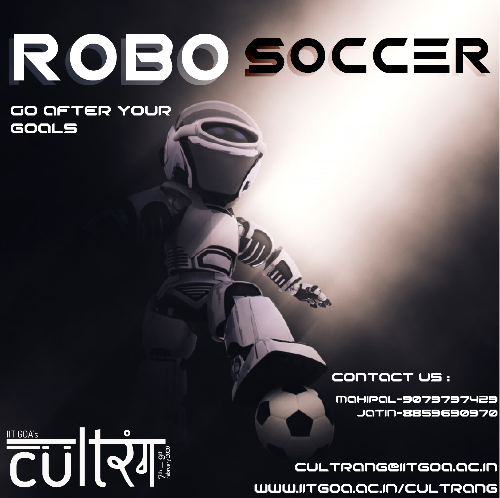 ROBO SOCCER
GO AFTER YOUR
GOALS
CONTACT US :
MAHIPAL-9079797429
JATIN-8859690970
IIT GOA's
cultरंग
CULTRANG@IITGOA.AC.IN
WWW.IITGOA.AC.IN/CULTRANG